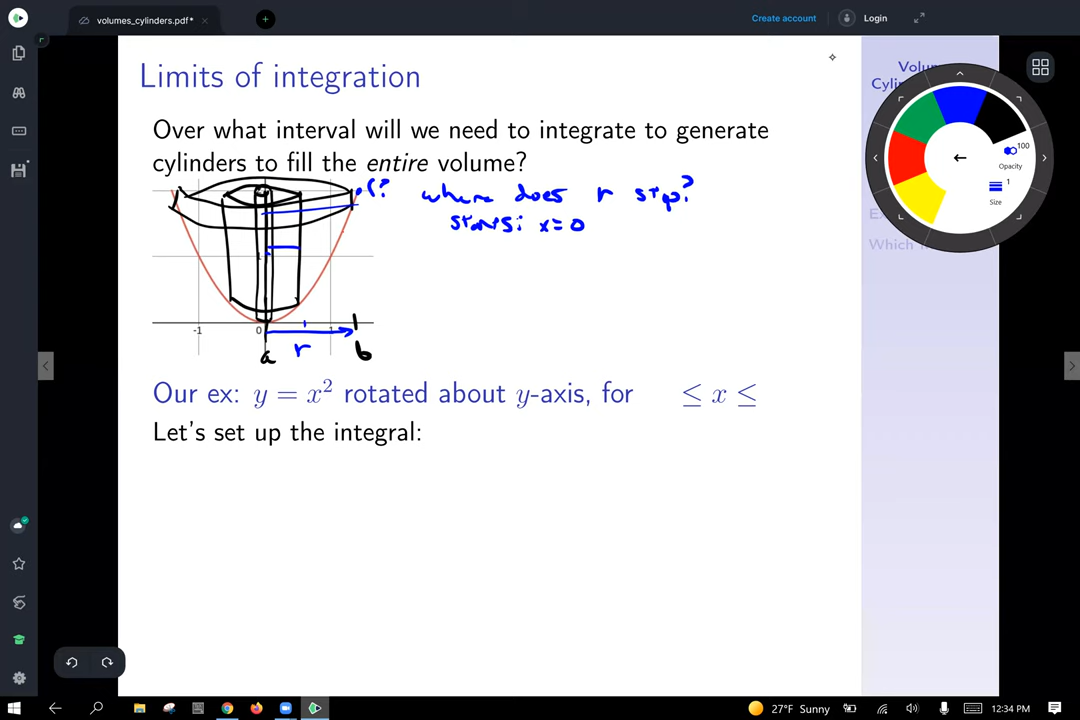 volumes_cylinders.pdf*
Create account
Login
Limits of integration
Over what interval will we need to integrate to generate
cylinders to fill the entire volume?
where does r stop?
starts: x=0
1
-1
0
1
a
r
b
Our ex: y = x² rotated about y-axis, for ≤ x ≤
Let's set up the integral:
100
Opacity
1
Size
Which
27°F Sunny
12:34 PM